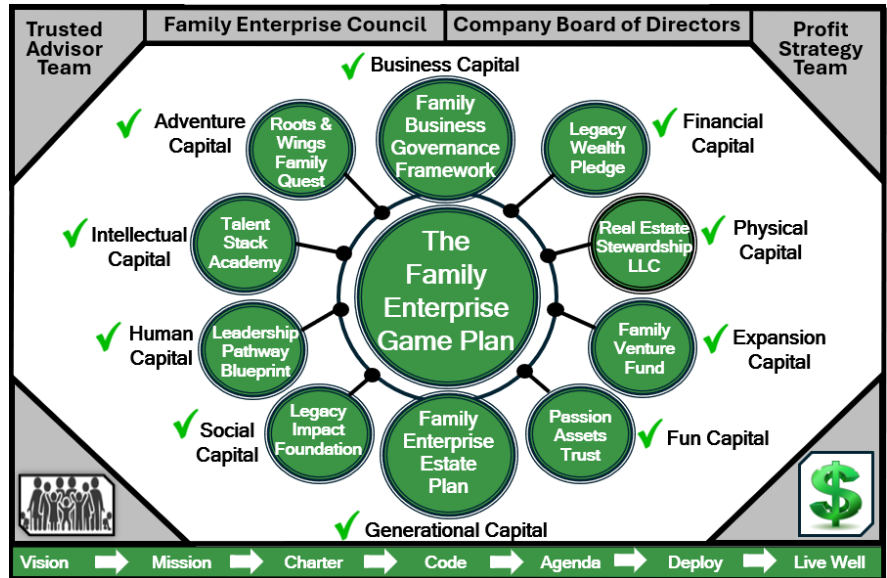 Trusted
Advisor
Team
Family Enterprise Council
Company Board of Directors
Profit
Strategy
Team
Business Capital
Family
Business
Governance
Framework
Adventure
Capital
Roots &
Wings
Family
Quest
Legacy
Wealth
Pledge
Financial
Capital
Intellectual
Capital
Talent
Stack
Academy
The
Family
Enterprise
Game Plan
Real Estate
Stewardship
LLC
Physical
Capital
Human
Capital
Leadership
Pathway
Blueprint
Family
Venture
Fund
Expansion
Capital
Social
Capital
Legacy
Impact
Foundation
Family
Enterprise
Estate
Plan
Passion
Assets
Trust
Fun Capital
Generational Capital
$
Vision
Mission
Charter
Code
Agenda
Deploy
Live Well